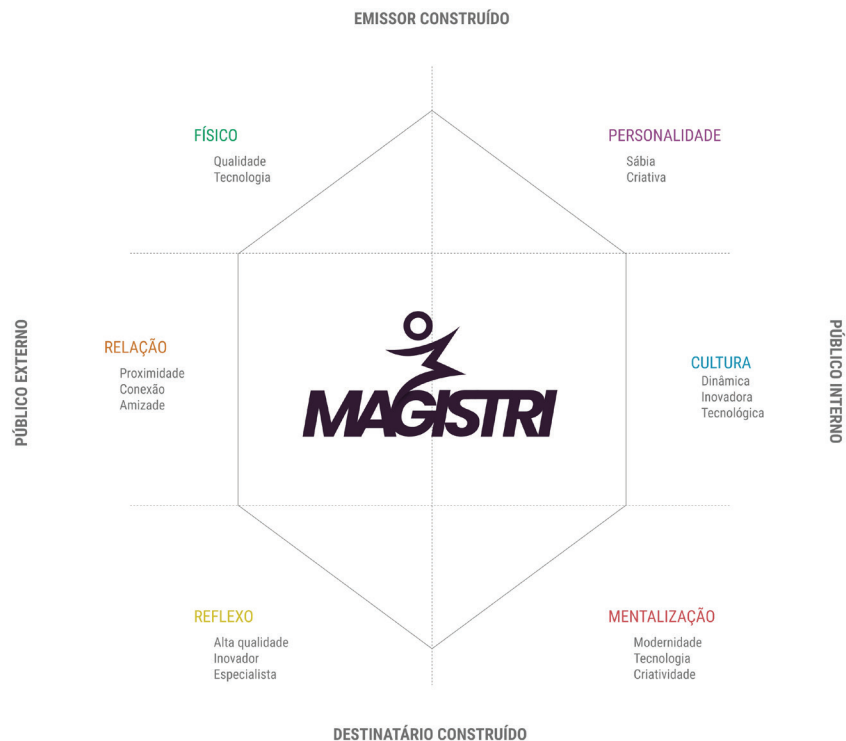 EMISSOR CONSTRUÍDO
FÍSICO
Qualidade
Tecnologia
PERSONALIDADE
Sábia
Criativa
PÚBLICO EXTERNO
RELAÇÃO
Proximidade
Conexão
Amizade
MAGISTRI
CULTURA
Dinâmica
Inovadora
Tecnológica
PÚBLICO INTERNO
REFLEXO
Alta qualidade
Inovador
Especialista
MENTALIZAÇÃO
Modernidade
Tecnologia
Criatividade
DESTINATÁRIO CONSTRUÍDO